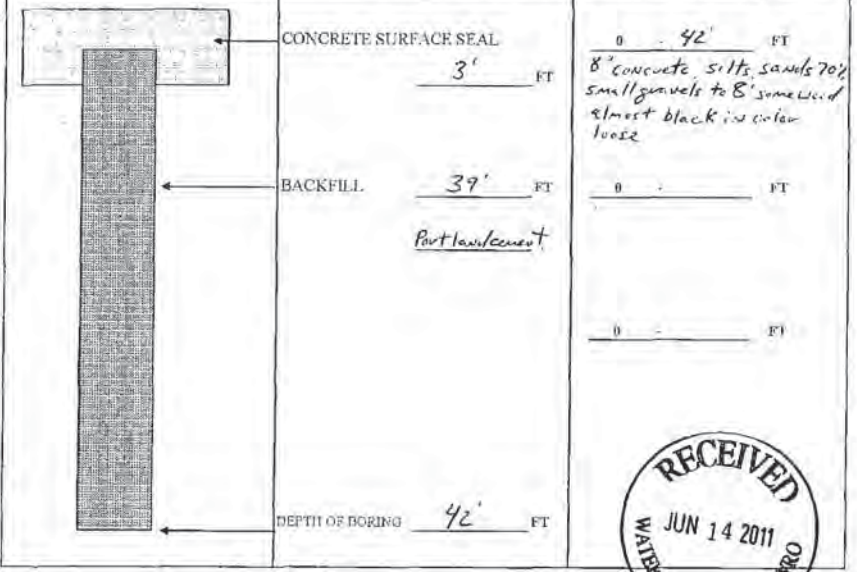 CONCRETE SURFACE SEAL
3' FT
BACKFILL 39' FT
Portland cement
DEPTH OF BORING 42' FT
0 - 42' FT
8" concrete, silts, sands 70%
small gravels to 8' some
almost black in color
loose
0 - FT
0 - FT
RECEIVED
JUN 14 2011
WATER
RO